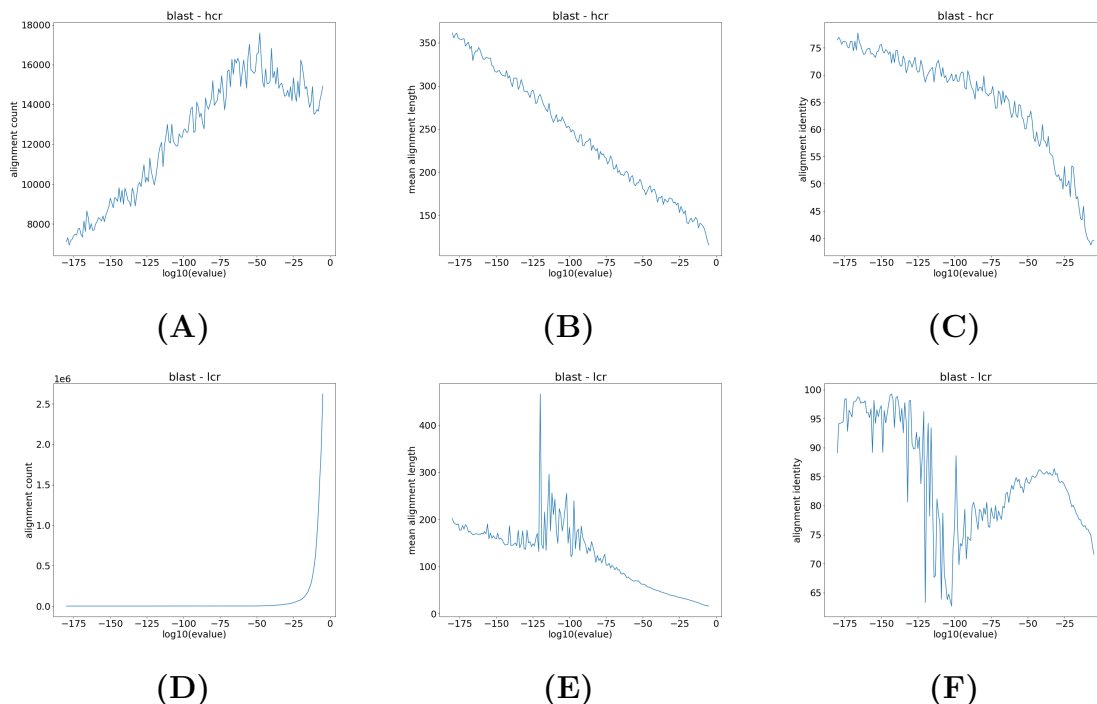 blast - hcr
18000
16000
14000
12000
10000
8000
alignment count
−175 −150 −125 −100 −75 −50 −25 0
log10(evalue)
(A)
blast - hcr
350
300
250
200
150
mean alignment length
−175 −150 −125 −100 −75 −50 −25 0
log10(evalue)
(B)
blast - hcr
75
70
65
60
55
50
45
40
alignment identity
−175 −150 −125 −100 −75 −50 −25
log10(evalue)
(C)
blast - lcr
1e6
2.5
2.0
1.5
1.0
0.5
0.0
alignment count
−175 −150 −125 −100 −75 −50 −25 0
log10(evalue)
(D)
blast - lcr
400
300
200
100
0
mean alignment length
−175 −150 −125 −100 −75 −50 −25 0
log10(evalue)
(E)
blast - lcr
100
95
90
85
80
75
70
65
alignment identity
−175 −150 −125 −100 −75 −50 −25
log10(evalue)
(F)